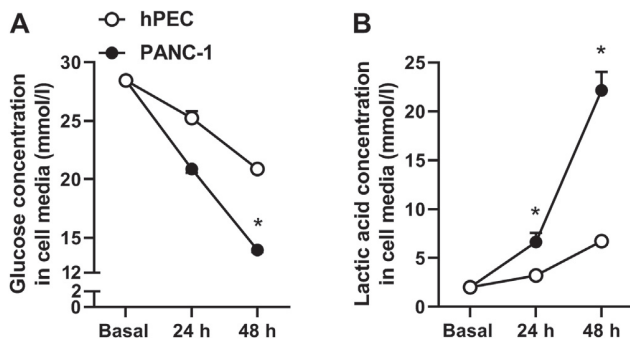 A
hPEC
PANC-1
Glucose concentration
in cell media (mmol/l)
30
25
20
15
12
2
0
*
Basal 24 h 48 h
B
Lactic acid concentration
in cell media (mmol/l)
25
20
15
10
5
0
*
*
Basal 24 h 48 h